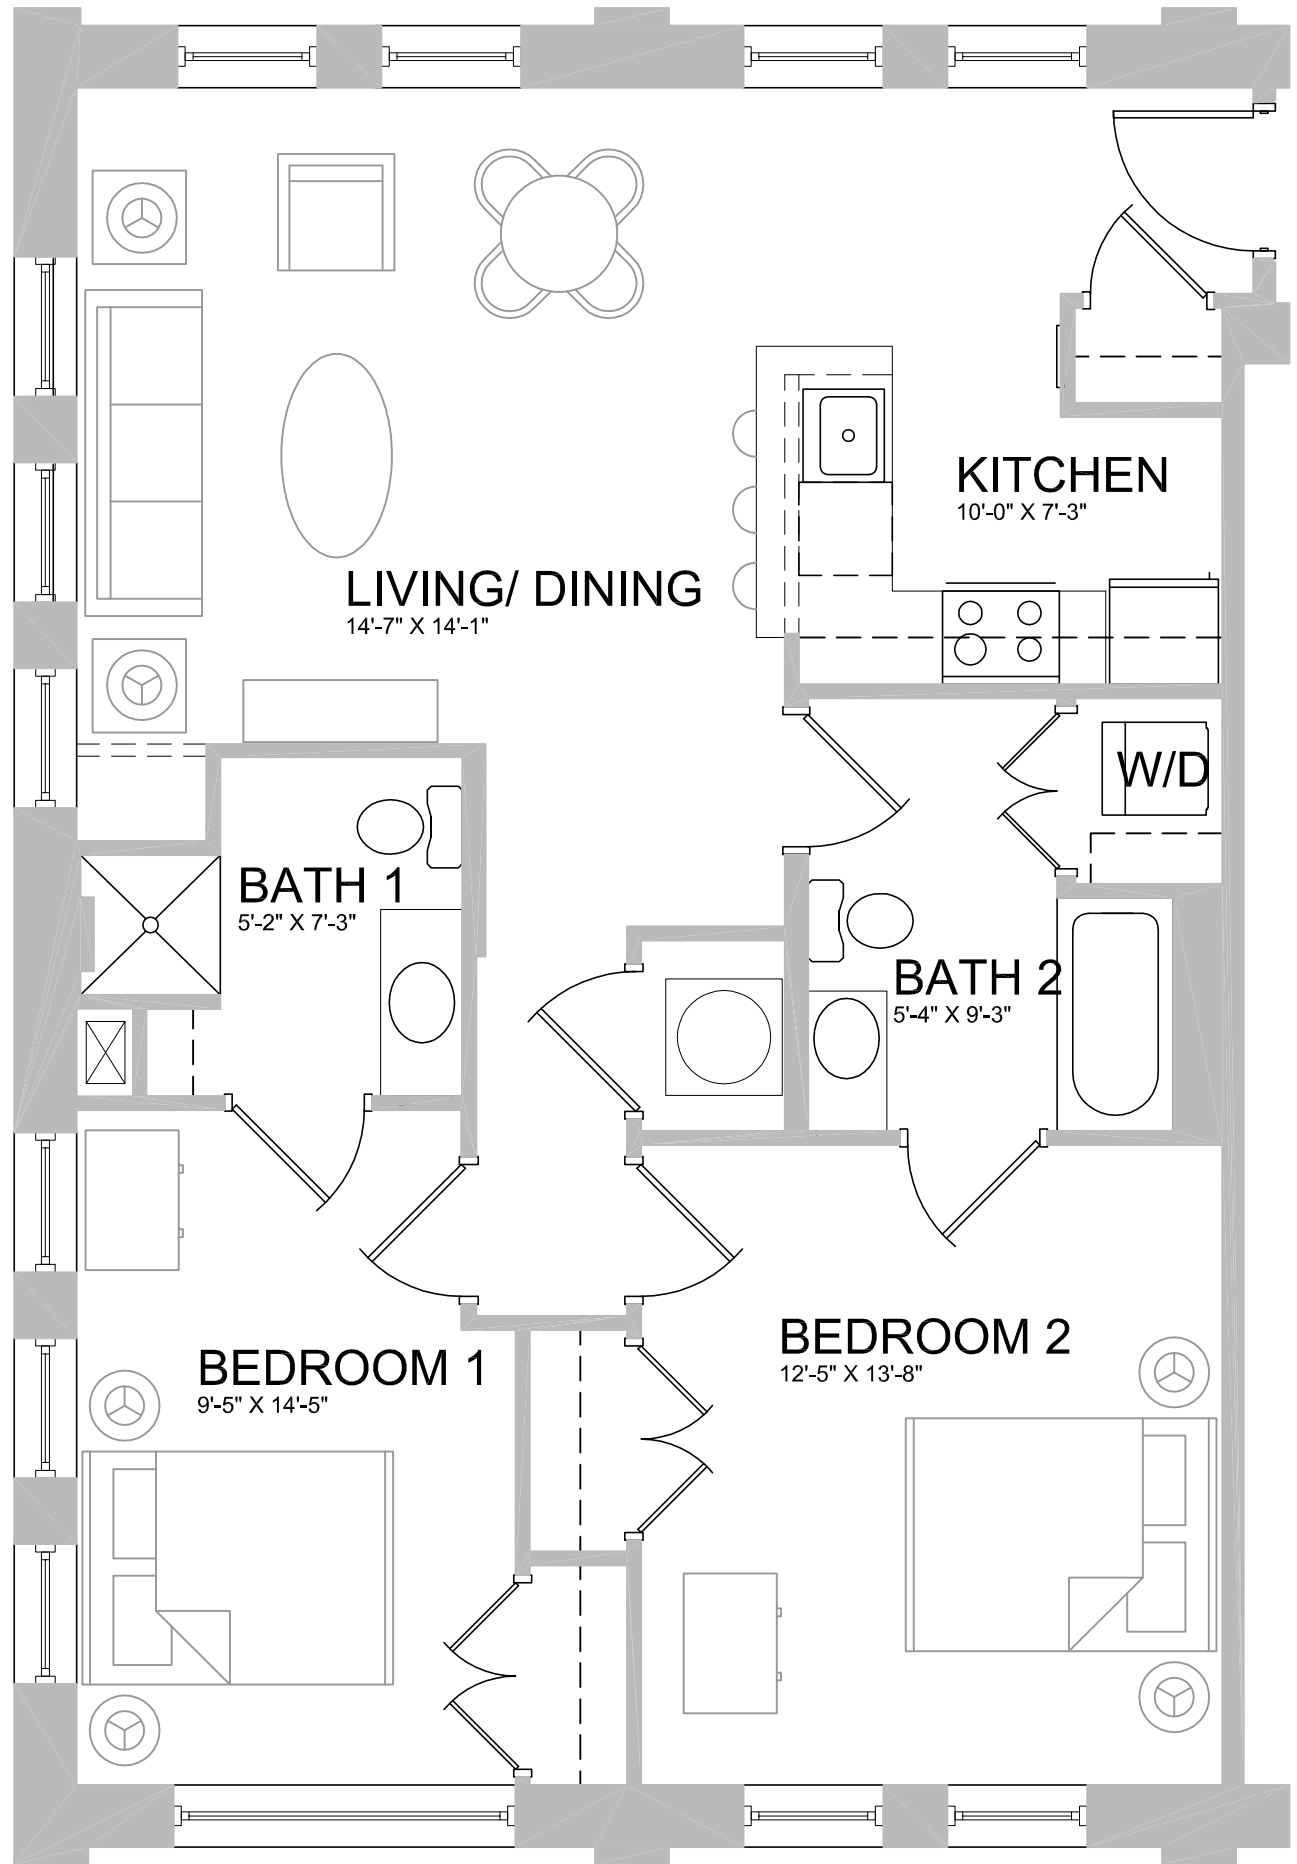 KITCHEN
10'-0" X 7'-3"
LIVING/ DINING
14'-7" X 14'-1"
W/D
BATH 1
5'-2" X 7'-3"
BATH 2
5'-4" X 9'-3"
BEDROOM 2
12'-5" X 13'-8"
BEDROOM 1
9'-5" X 14'-5"